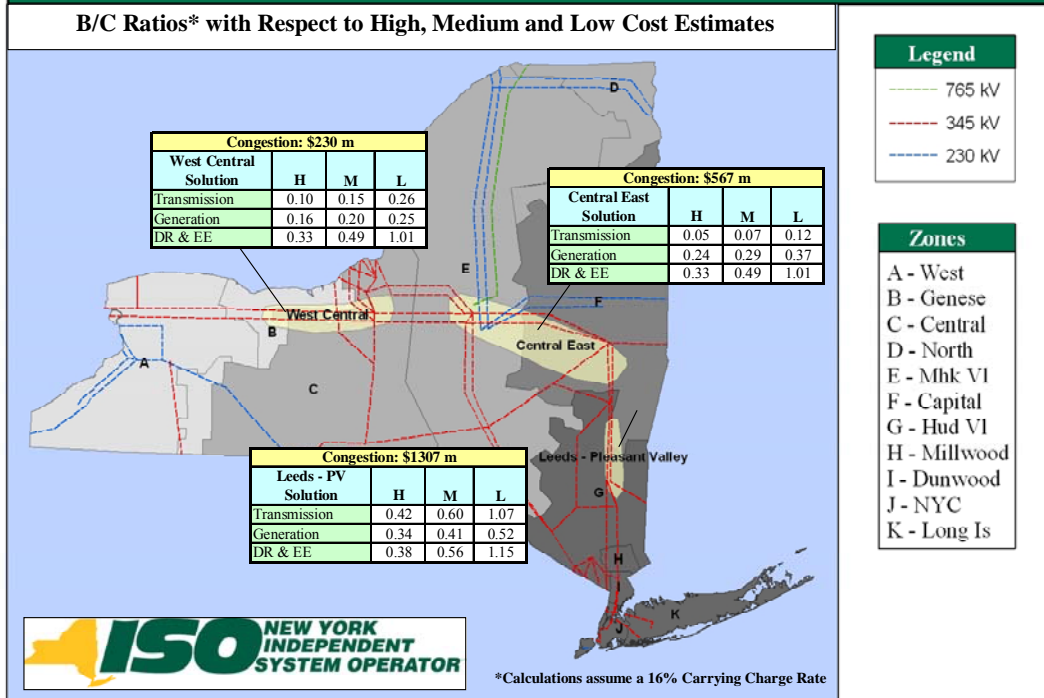 B/C Ratios* with Respect to High, Medium and Low Cost Estimates
Legend
765 kV
345 kV
230 kV
Zones
A - West
B - Genese
C - Central
D - North
E - Mhk Vl
F - Capital
G - Hud Vl
H - Millwood
I - Dunwood
J - NYC
K - Long Is
Congestion: $230 m
West Central
Solution H M L
Transmission 0.10 0.15 0.26
Generation 0.16 0.20 0.25
DR & EE 0.33 0.49 1.01
Congestion: $567 m
Central East
Solution H M L
Transmission 0.05 0.07 0.12
Generation 0.24 0.29 0.37
DR & EE 0.33 0.49 1.01
Congestion: $1307 m
Leeds - PV
Solution H M L
Transmission 0.42 0.60 1.07
Generation 0.34 0.41 0.52
DR & EE 0.38 0.56 1.15
D
E
F
West Central
B
Central East
A
C
Leeds - Pleasant Valley
G
H
I
K
J
ISO NEW YORK
INDEPENDENT
SYSTEM OPERATOR
*Calculations assume a 16% Carrying Charge Rate